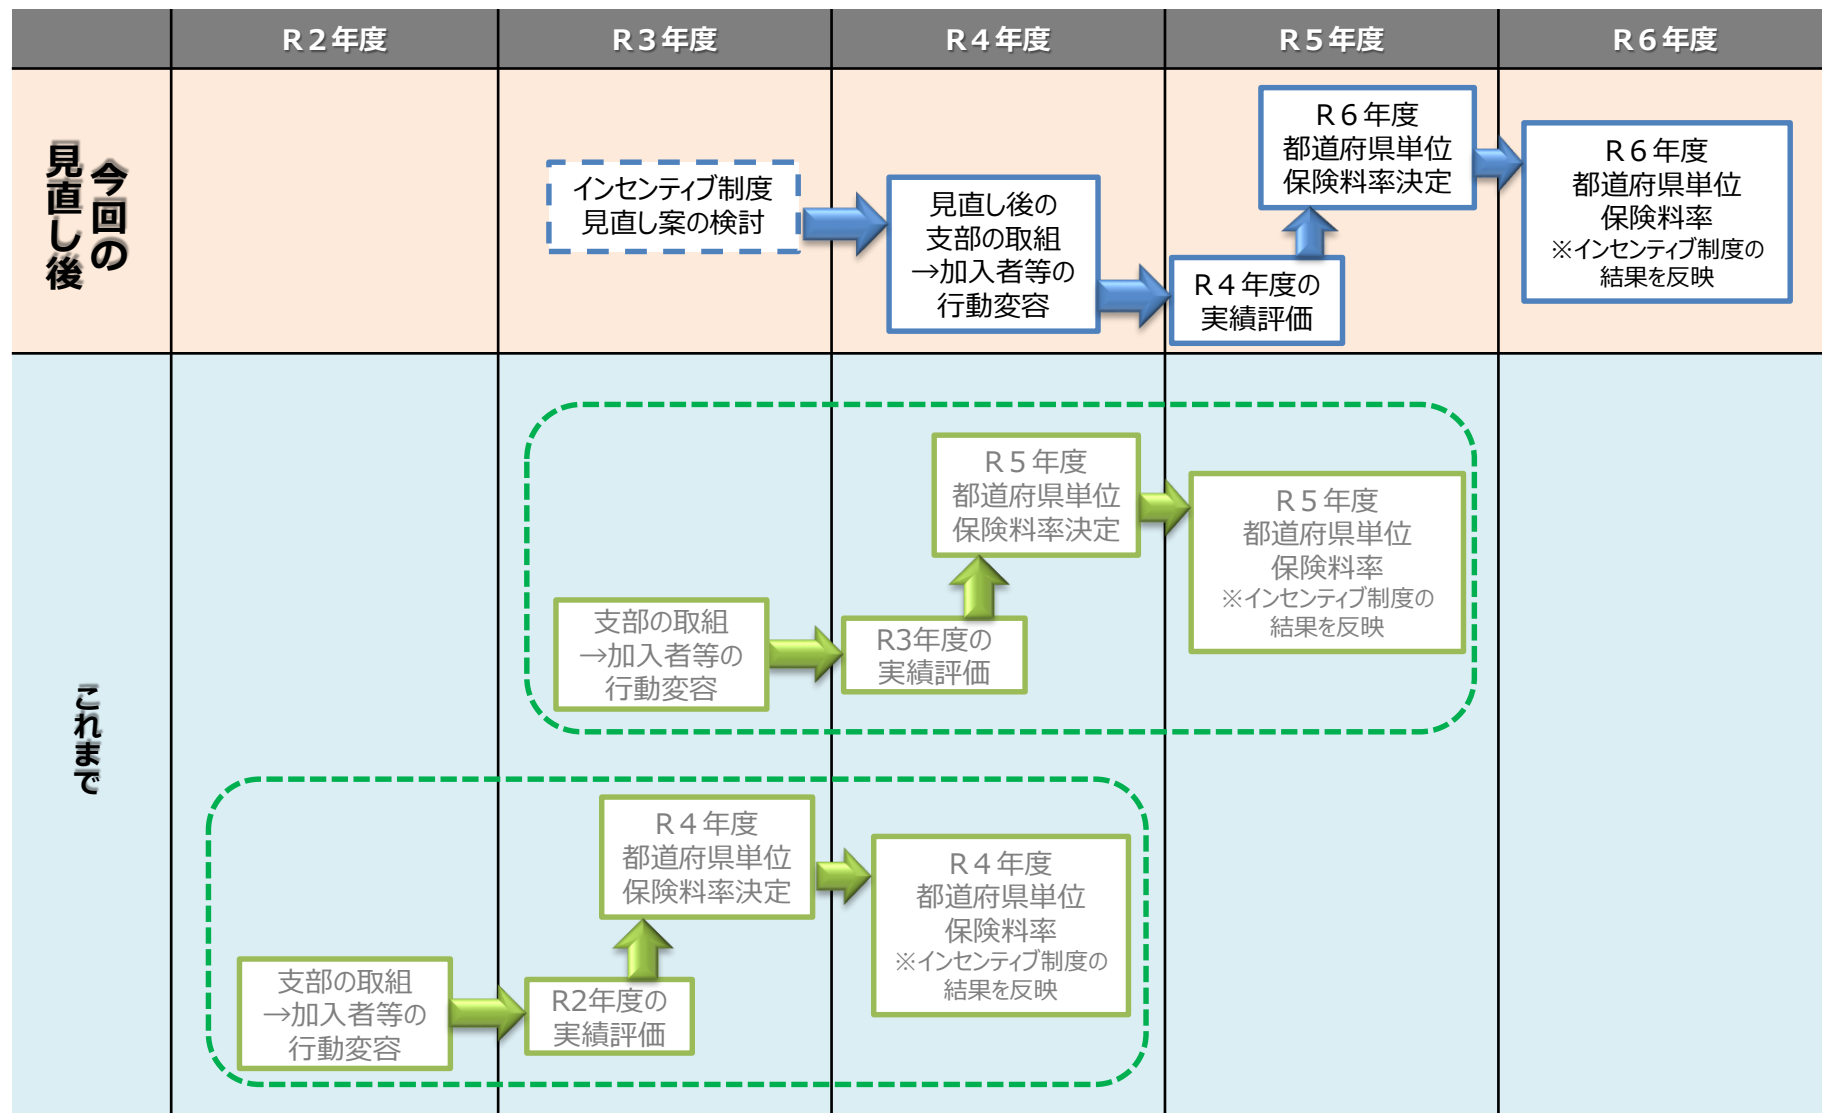 R２年度
R３年度
R４年度
R５年度
R６年度
今回の
見直し後
インセンティブ制度
見直し案の検討
見直し後の
支部の取組
→加入者等の
行動変容
R４年度の
実績評価
R６年度
都道府県単位
保険料率決定
R６年度
都道府県単位
保険料率
※インセンティブ制度の
結果を反映
これまで
支部の取組
→加入者等の
行動変容
R3年度の
実績評価
R５年度
都道府県単位
保険料率決定
R５年度
都道府県単位
保険料率
※インセンティブ制度の
結果を反映
支部の取組
→加入者等の
行動変容
R2年度の
実績評価
R４年度
都道府県単位
保険料率決定
R４年度
都道府県単位
保険料率
※インセンティブ制度の
結果を反映